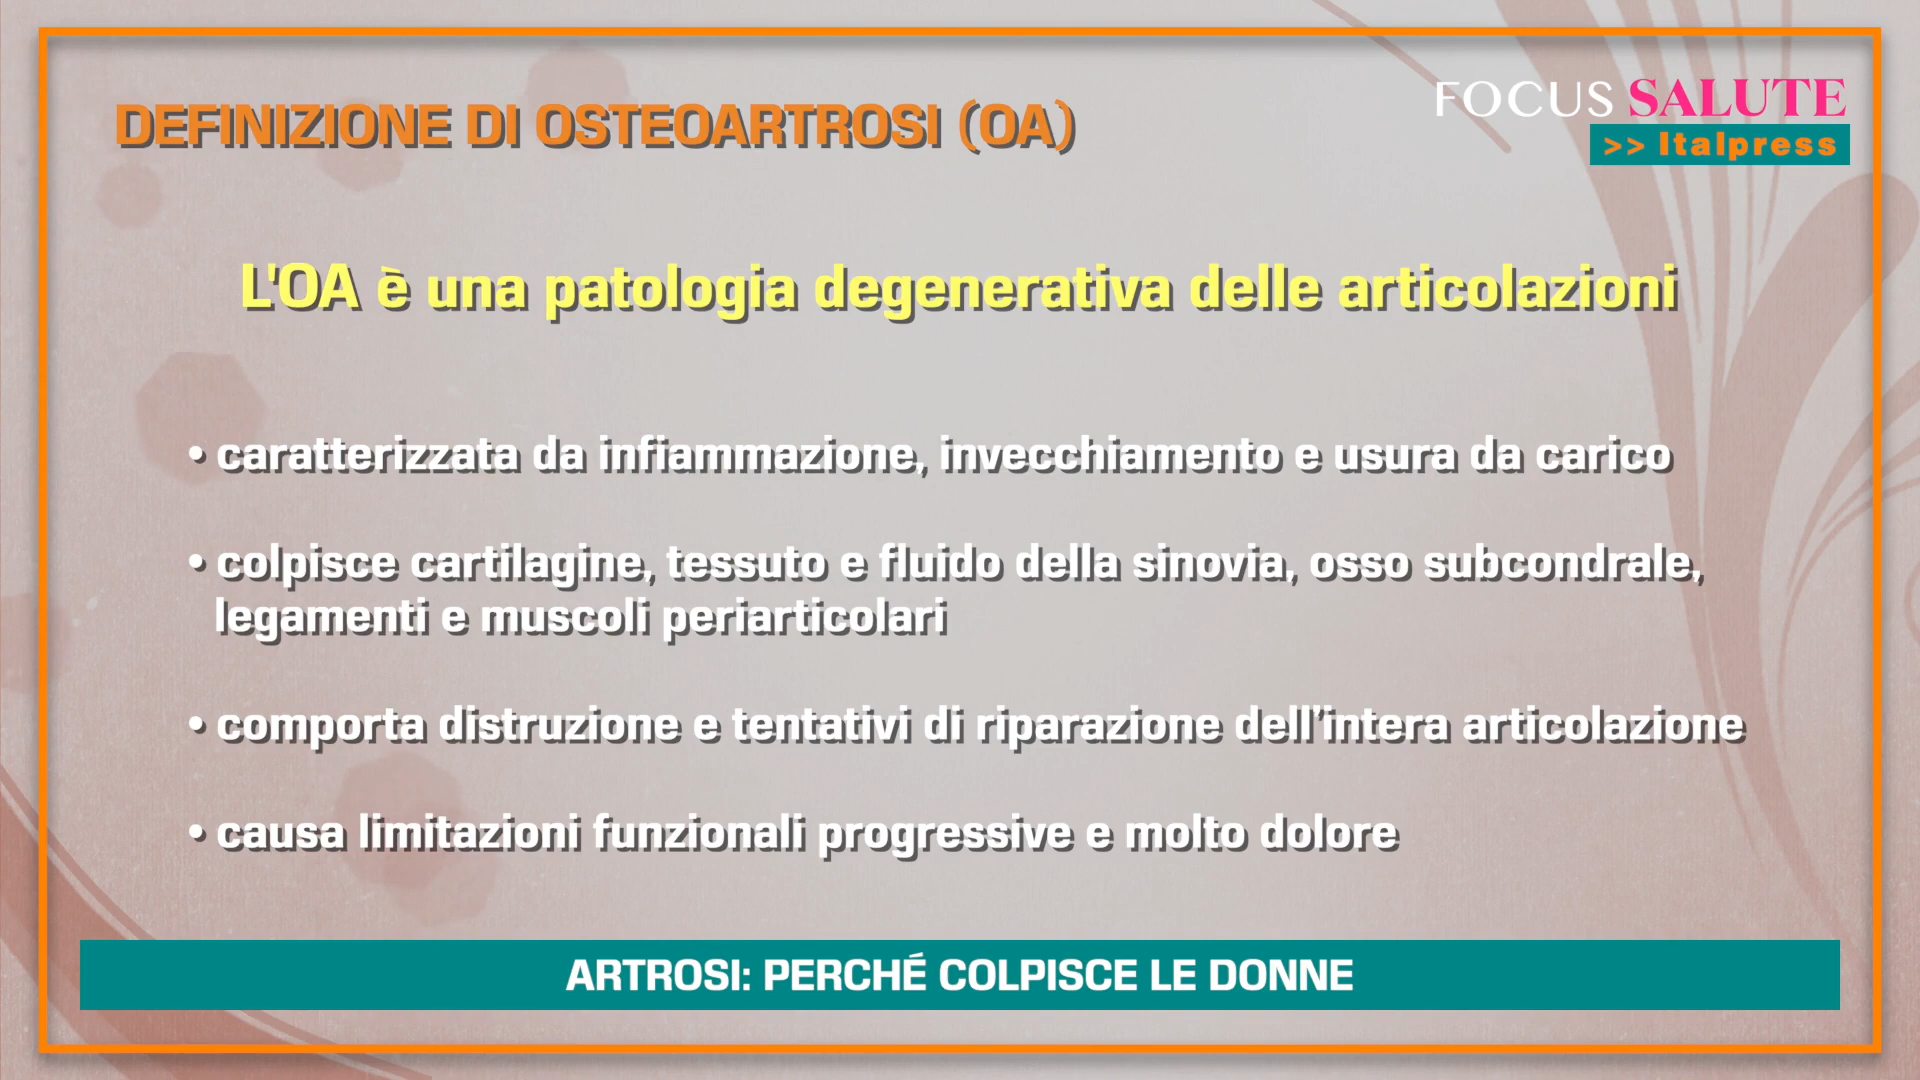 DEFINIZIONE DI OSTEOARTROSI (OA)
FOCUS SALUTE
>> Italpress
L'OA è una patologia degenerativa delle articolazioni
• caratterizzata da infiammazione, invecchiamento e usura da carico
• colpisce cartilagine, tessuto e fluido della sinovia, osso subcondrale,
legamenti e muscoli periarticolari
• comporta distruzione e tentativi di riparazione dell'intera articolazione
• causa limitazioni funzionali progressive e molto dolore
ARTROSI: PERCHÉ COLPISCE LE DONNE